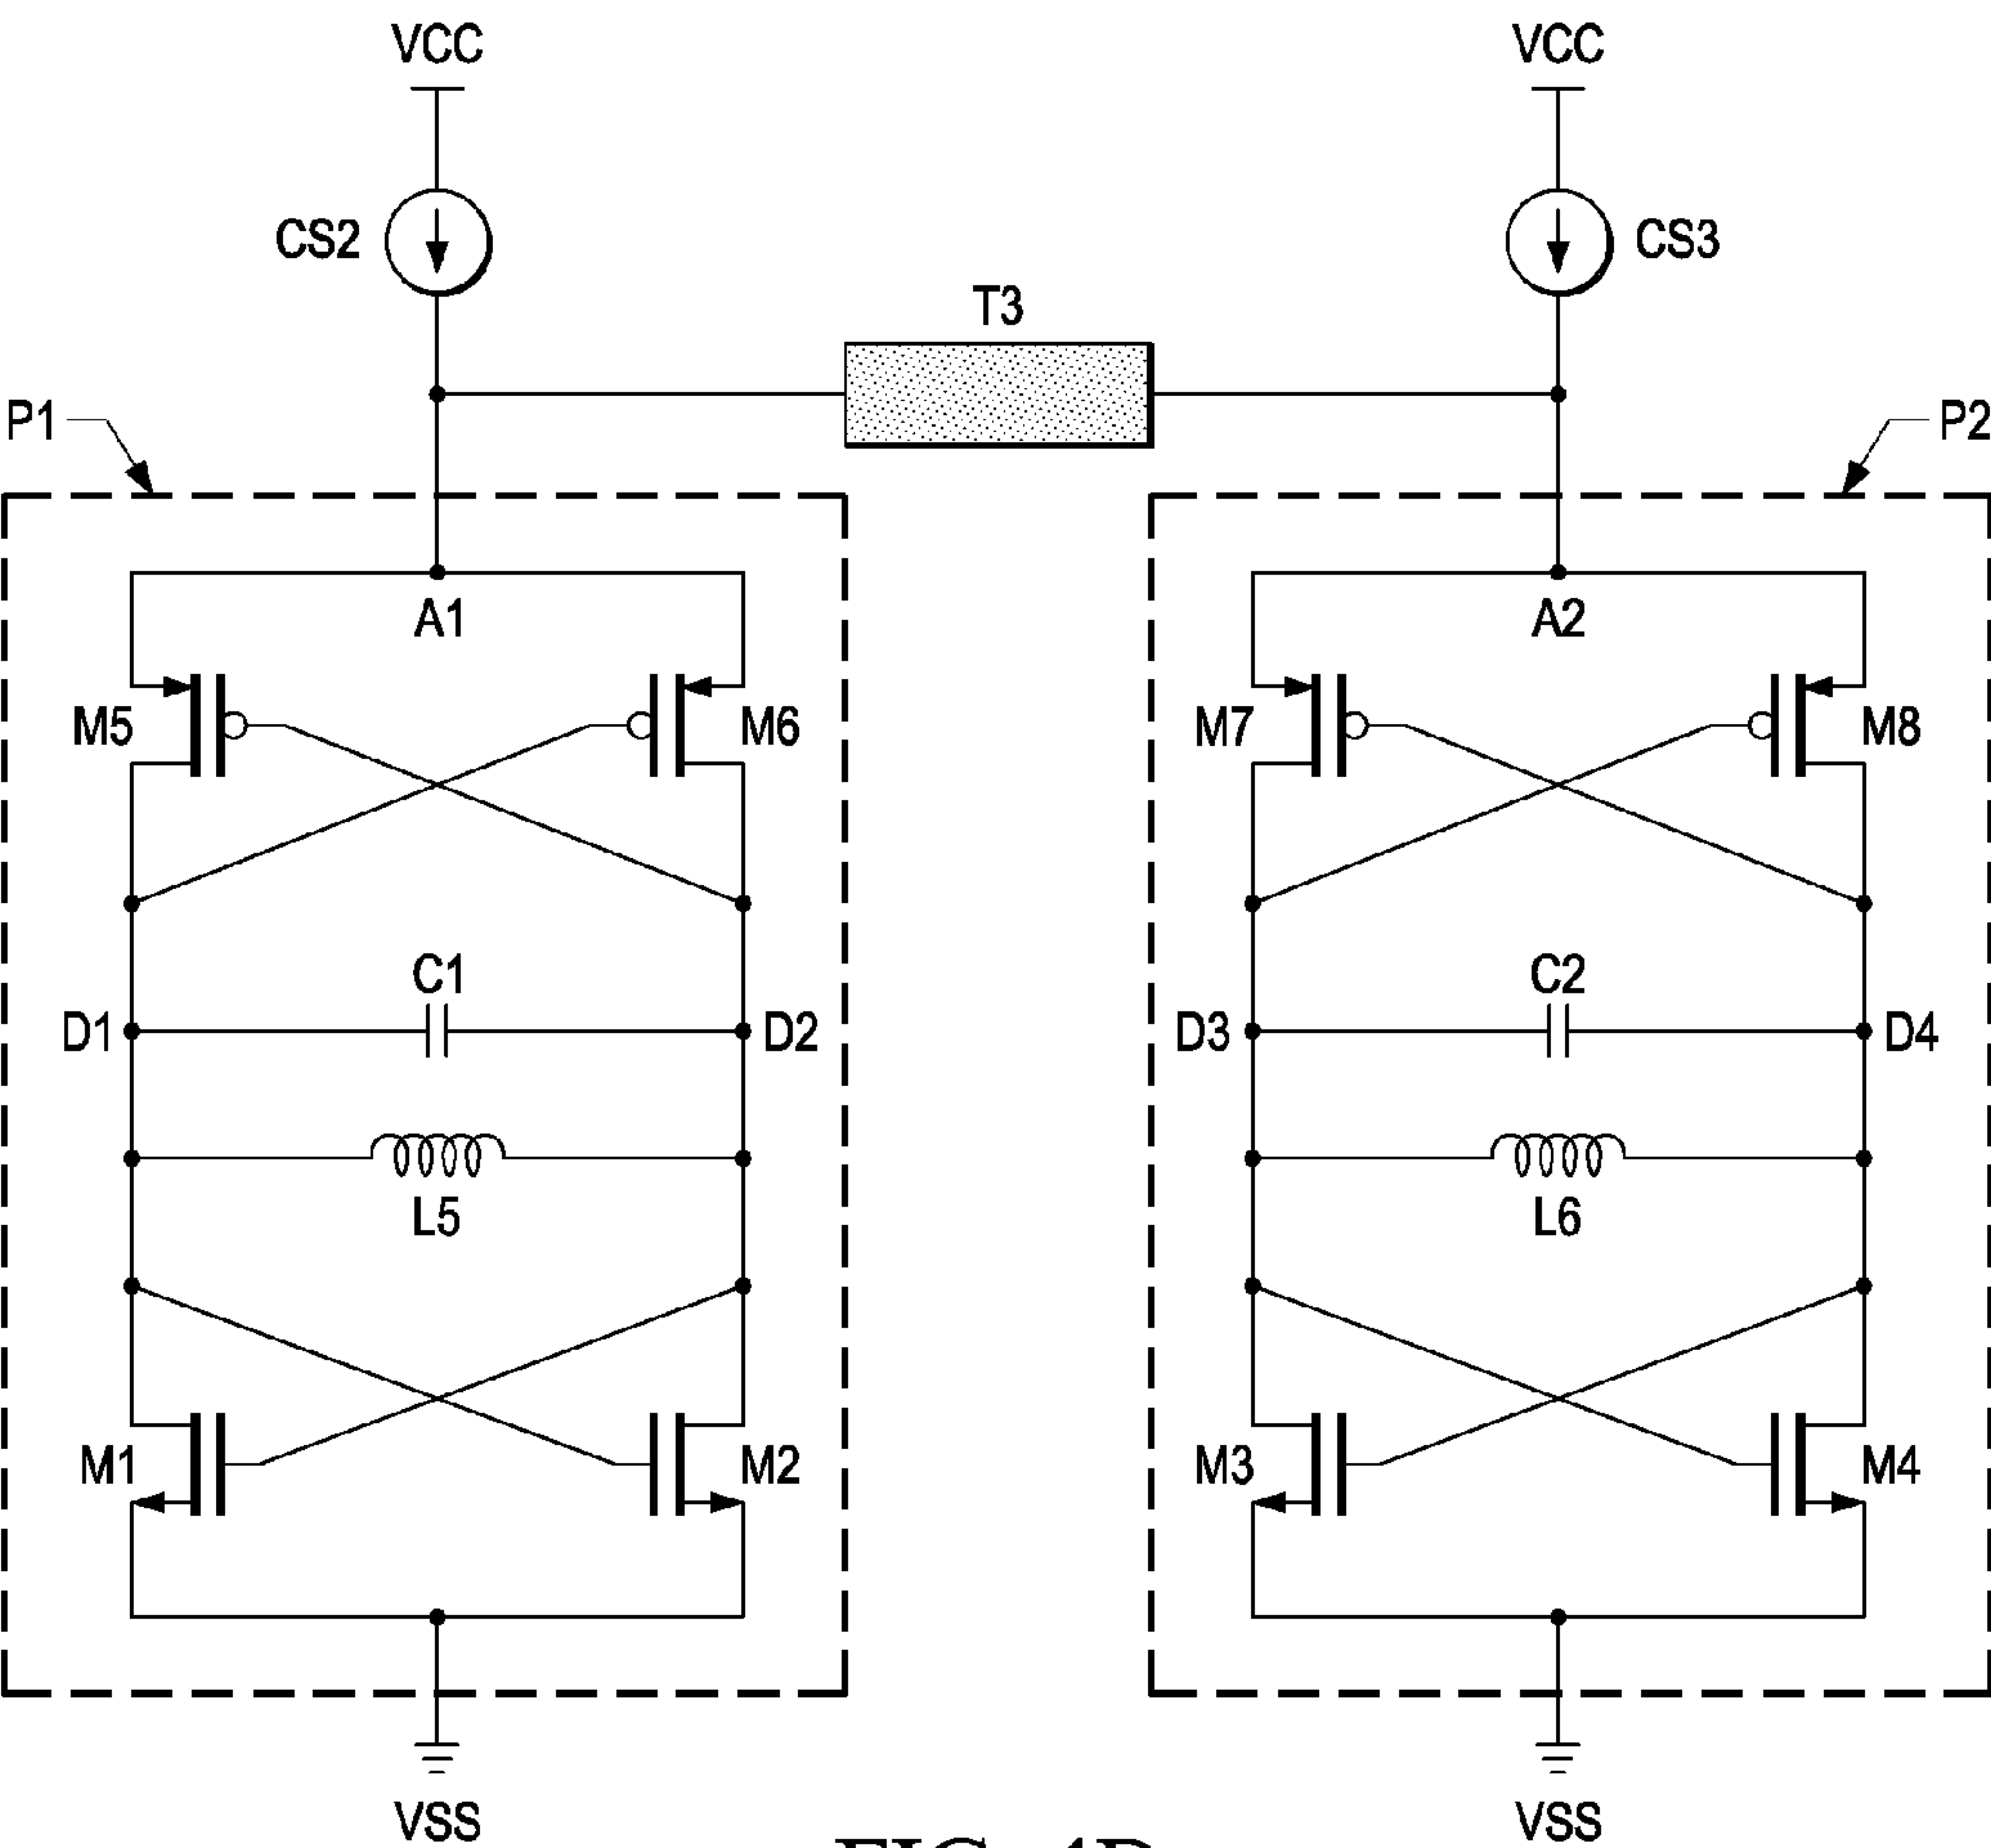 VCC VCC
CS2 CS3
T3
P1 P2
A1 A2
M5 M6 M7 M8
C1 C2
D1 D2 D3 D4
L5 L6
M1 M2 M3 M4
VSS VSS